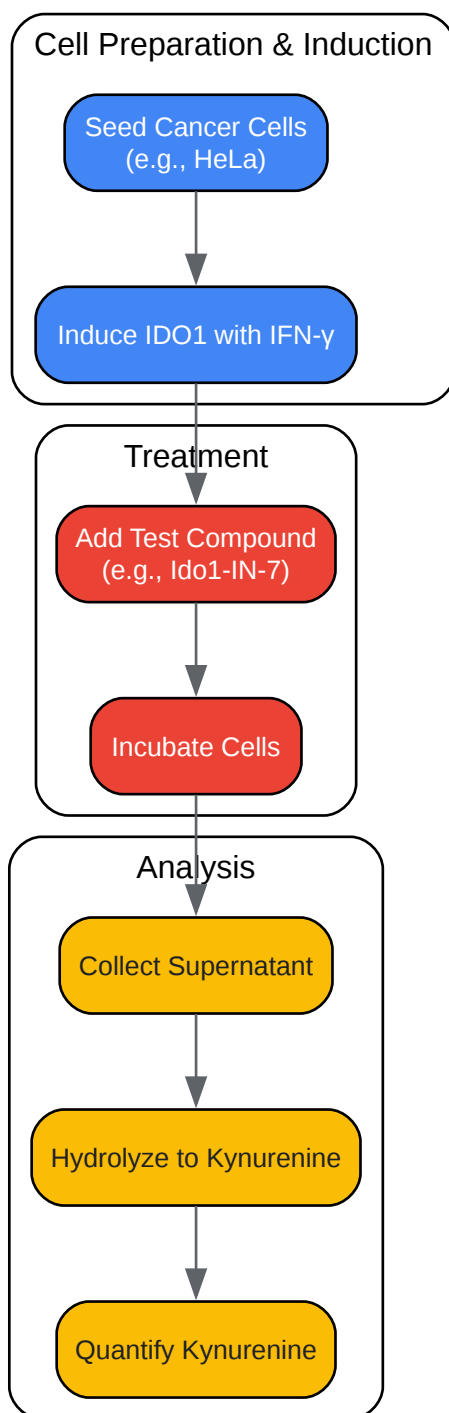 Cell Preparation & Induction
Seed Cancer Cells
(e.g., HeLa)
Induce IDO1 with IFN-γ
Treatment
Add Test Compound
(e.g., Ido1-IN-7)
Incubate Cells
Analysis
Collect Supernatant
Hydrolyze to Kynurenine
Quantify Kynurenine